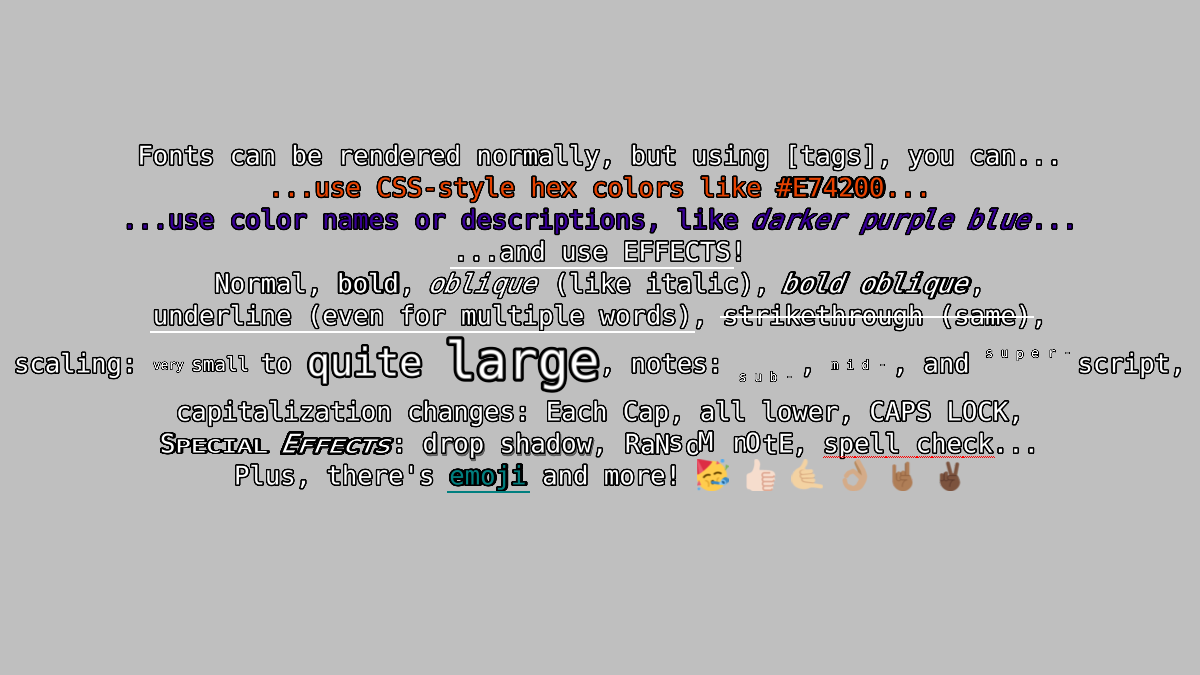 Fonts can be rendered normally, but using [tags], you can...
...use CSS-style hex colors like #E74200...
...use color names or descriptions, like darker purple blue...
...and use EFFECTS!
Normal, bold, oblique (like italic), bold oblique,
underline (even for multiple words), strikethrough (same),
scaling: very small to quite large, notes: sub-, mid-, and super-script,
capitalization changes: Each Cap, all lower, CAPS LOCK,
Special Effects: drop shadow, RaNsoM nOtE, spell check...
Plus, there's emoji and more! 🥳 👍🏻 🤙🏼 👌🏽 🤘🏾 ✌🏿